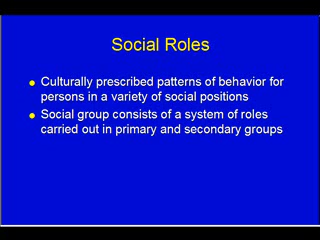 Social Roles
Culturally prescribed patterns of behavior for
persons in a variety of social positions
Social group consists of a system of roles
carried out in primary and secondary groups